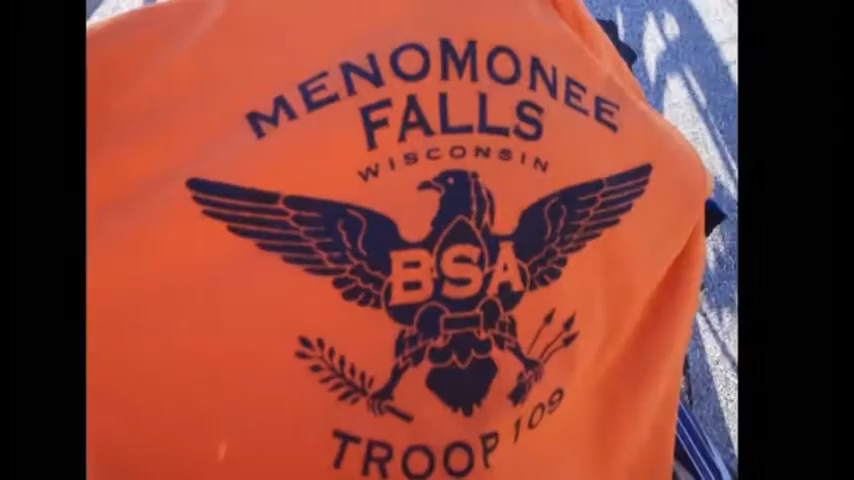 MENOMONEE
FALLS
WISCONSIN
BSA
TROOP 109